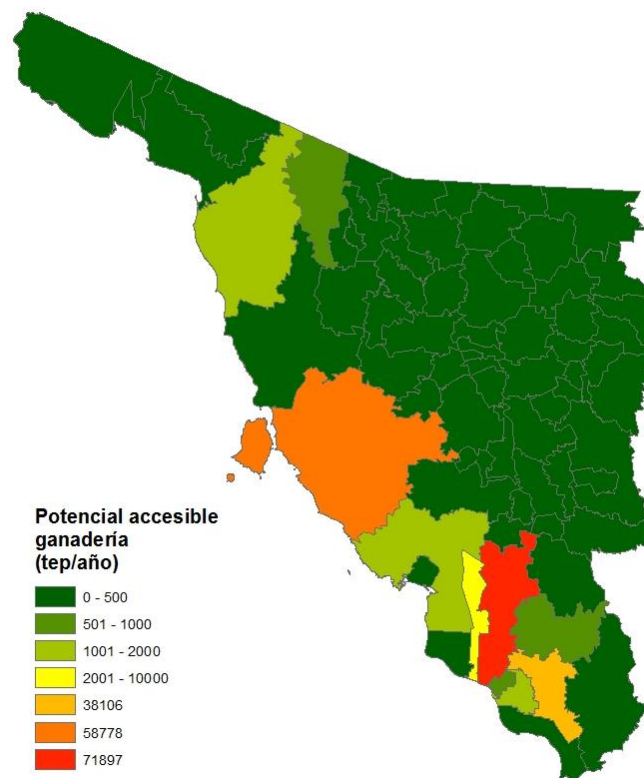 Potencial accesible
ganadería
(tep/año)
0 - 500
501 - 1000
1001 - 2000
2001 - 10000
38106
58778
71897